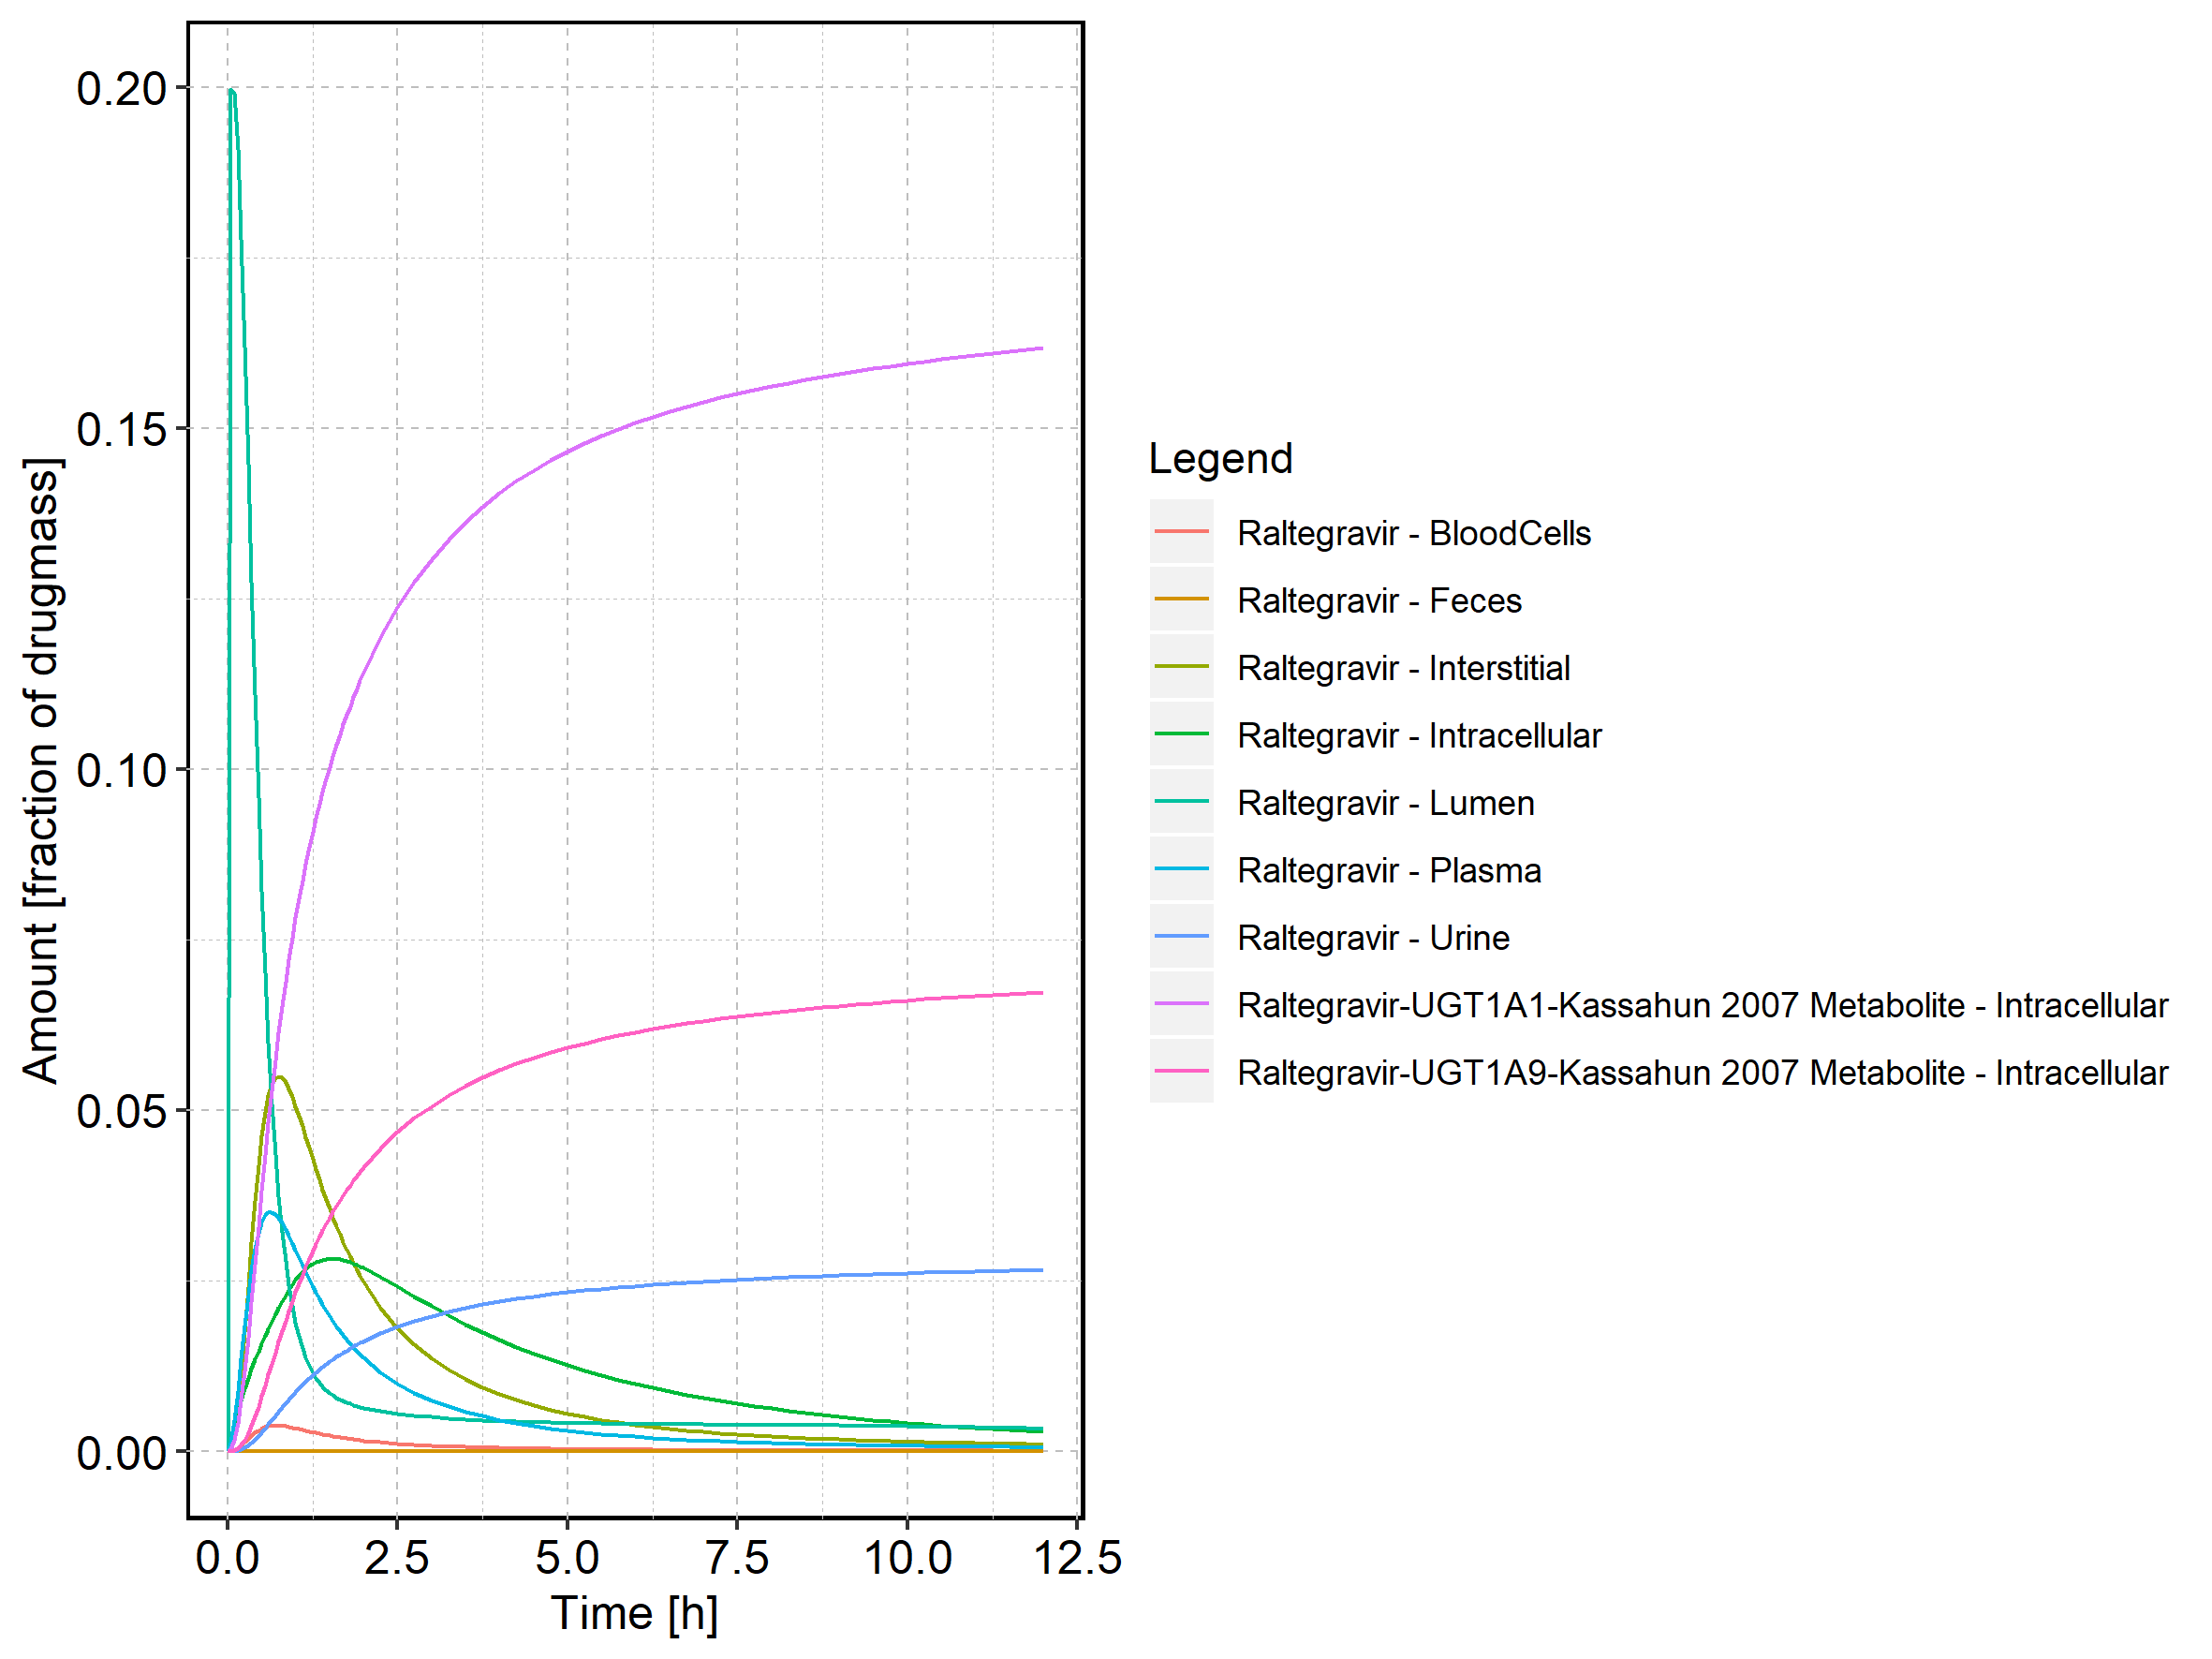 0.20
0.15
0.10
0.05
0.00
Amount [fraction of drugmass]
0.0 2.5 5.0 7.5 10.0 12.5
Time [h]
Legend
Raltegravir - BloodCells
Raltegravir - Feces
Raltegravir - Interstitial
Raltegravir - Intracellular
Raltegravir - Lumen
Raltegravir - Plasma
Raltegravir - Urine
Raltegravir-UGT1A1-Kassahun 2007 Metabolite - Intracellular
Raltegravir-UGT1A9-Kassahun 2007 Metabolite - Intracellular